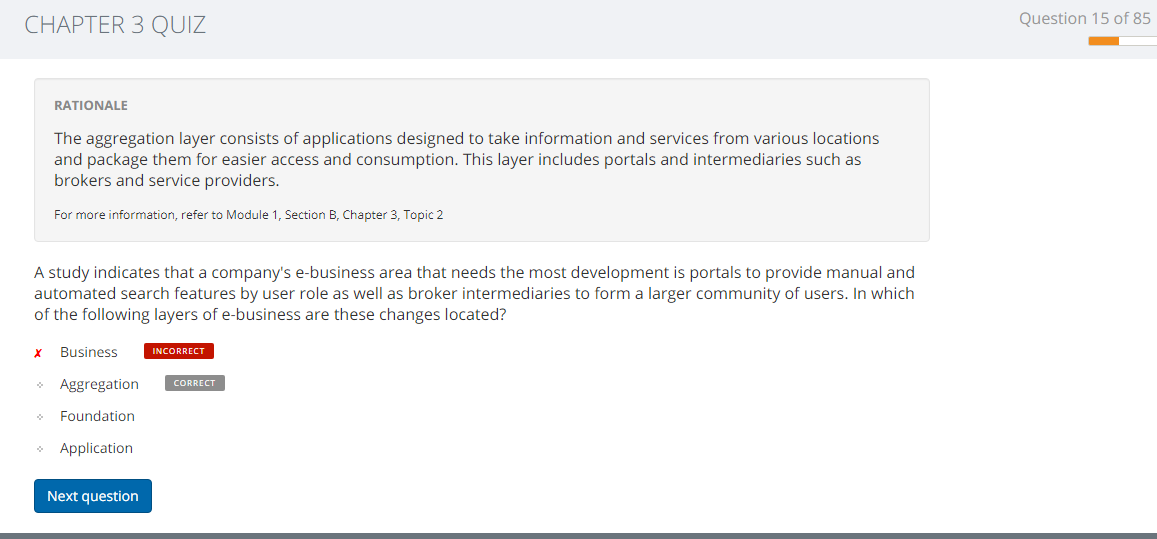 CHAPTER 3 QUIZ
Question 15 of 85
RATIONALE
The aggregation layer consists of applications designed to take information and services from various locations
and package them for easier access and consumption. This layer includes portals and intermediaries such as
brokers and service providers.
For more information, refer to Module 1, Section B, Chapter 3, Topic 2
A study indicates that a company's e-business area that needs the most development is portals to provide manual and
automated search features by user role as well as broker intermediaries to form a larger community of users. In which
of the following layers of e-business are these changes located?
✗ Business INCORRECT
Aggregation CORRECT
Foundation
Application
Next question